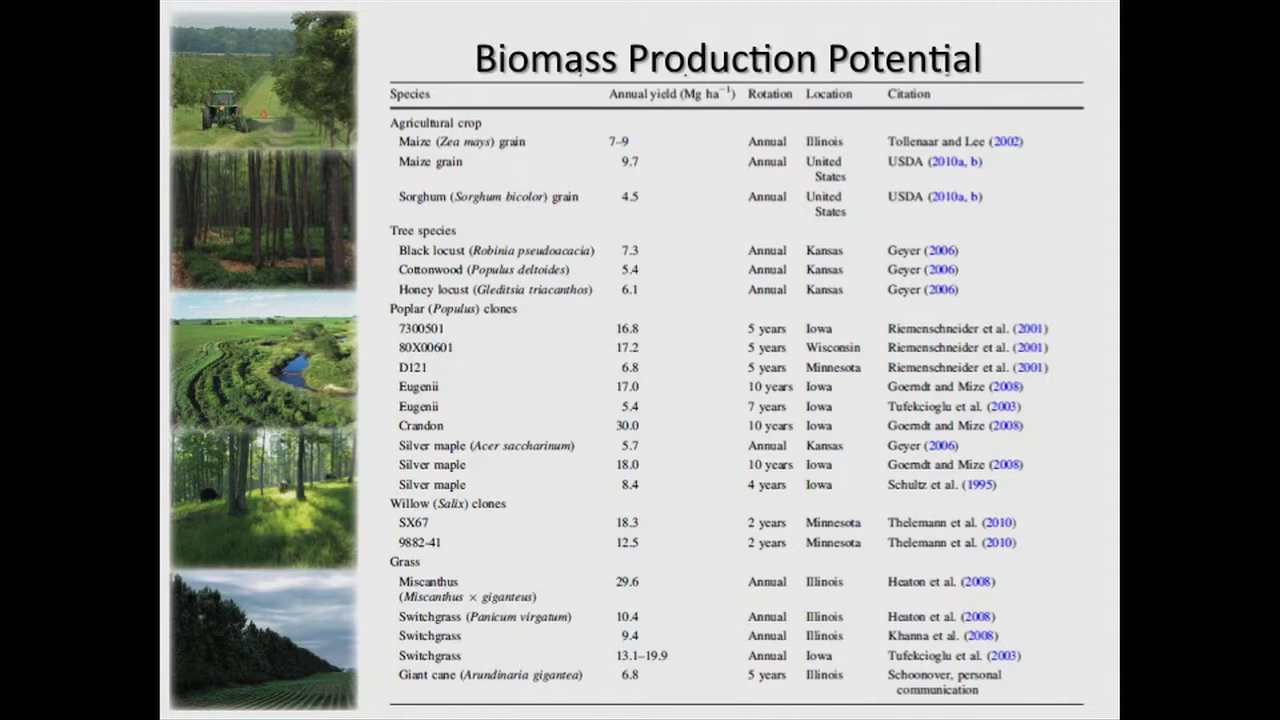 Biomass Production Potential
Species Annual yield (Mg ha⁻¹) Rotation Location Citation
Agricultural crop
Maize (Zea mays) grain 7–9 Annual Illinois Tollenaar and Lee (2002)
Maize grain 9.7 Annual United States USDA (2010a, b)
Sorghum (Sorghum bicolor) grain 4.5 Annual United States USDA (2010a, b)
Tree species
Black locust (Robinia pseudoacacia) 7.3 Annual Kansas Geyer (2006)
Cottonwood (Populus deltoides) 5.4 Annual Kansas Geyer (2006)
Honey locust (Gleditsia triacanthos) 6.1 Annual Kansas Geyer (2006)
Poplar (Populus) clones
7300501 16.8 5 years Iowa Riemenschneider et al. (2001)
80X00601 17.2 5 years Wisconsin Riemenschneider et al. (2001)
D121 6.8 5 years Minnesota Riemenschneider et al. (2001)
Eugenii 17.0 10 years Iowa Goerndt and Mize (2008)
Eugenii 5.4 7 years Iowa Tufekcioglu et al. (2003)
Crandon 30.0 10 years Iowa Goerndt and Mize (2008)
Silver maple (Acer saccharinum) 5.7 Annual Kansas Geyer (2006)
Silver maple 18.0 10 years Iowa Goerndt and Mize (2008)
Silver maple 8.4 4 years Iowa Schultz et al. (1995)
Willow (Salix) clones
SX67 18.3 2 years Minnesota Thelemann et al. (2010)
9882-41 12.5 2 years Minnesota Thelemann et al. (2010)
Grass
Miscanthus 29.6 Annual Illinois Heaton et al. (2008)
(Miscanthus × giganteus)
Switchgrass (Panicum virgatum) 10.4 Annual Illinois Heaton et al. (2008)
Switchgrass 9.4 Annual Illinois Khanna et al. (2008)
Switchgrass 13.1–19.9 Annual Iowa Tufekcioglu et al. (2003)
Giant cane (Arundinaria gigantea) 6.8 5 years Illinois Schoonover, personal
communication